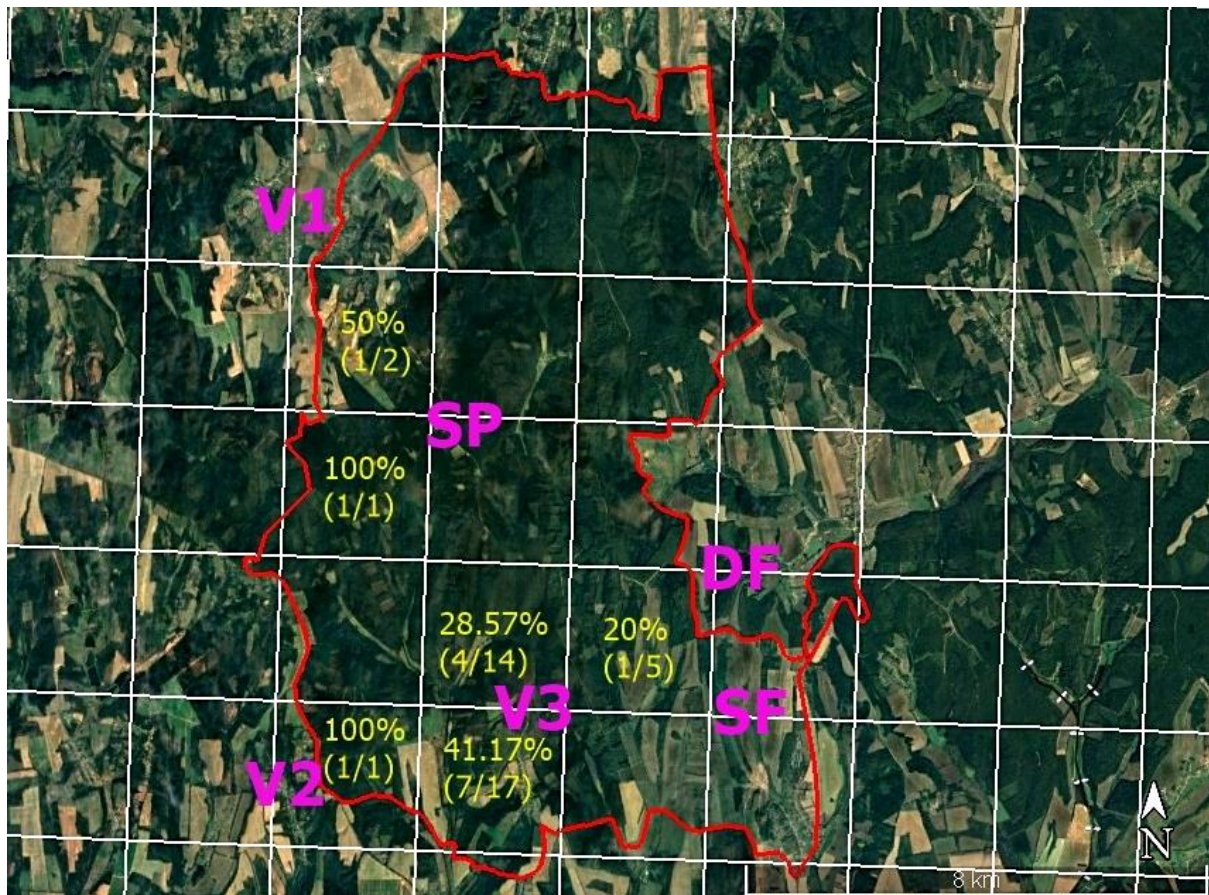 V1
50%
(1/2)
SP
100%
(1/1)
DF
28.57%
(4/14)
20%
(1/5)
V3
SF
100%
(1/1)
V2
41.17%
(7/17)
8 km
N